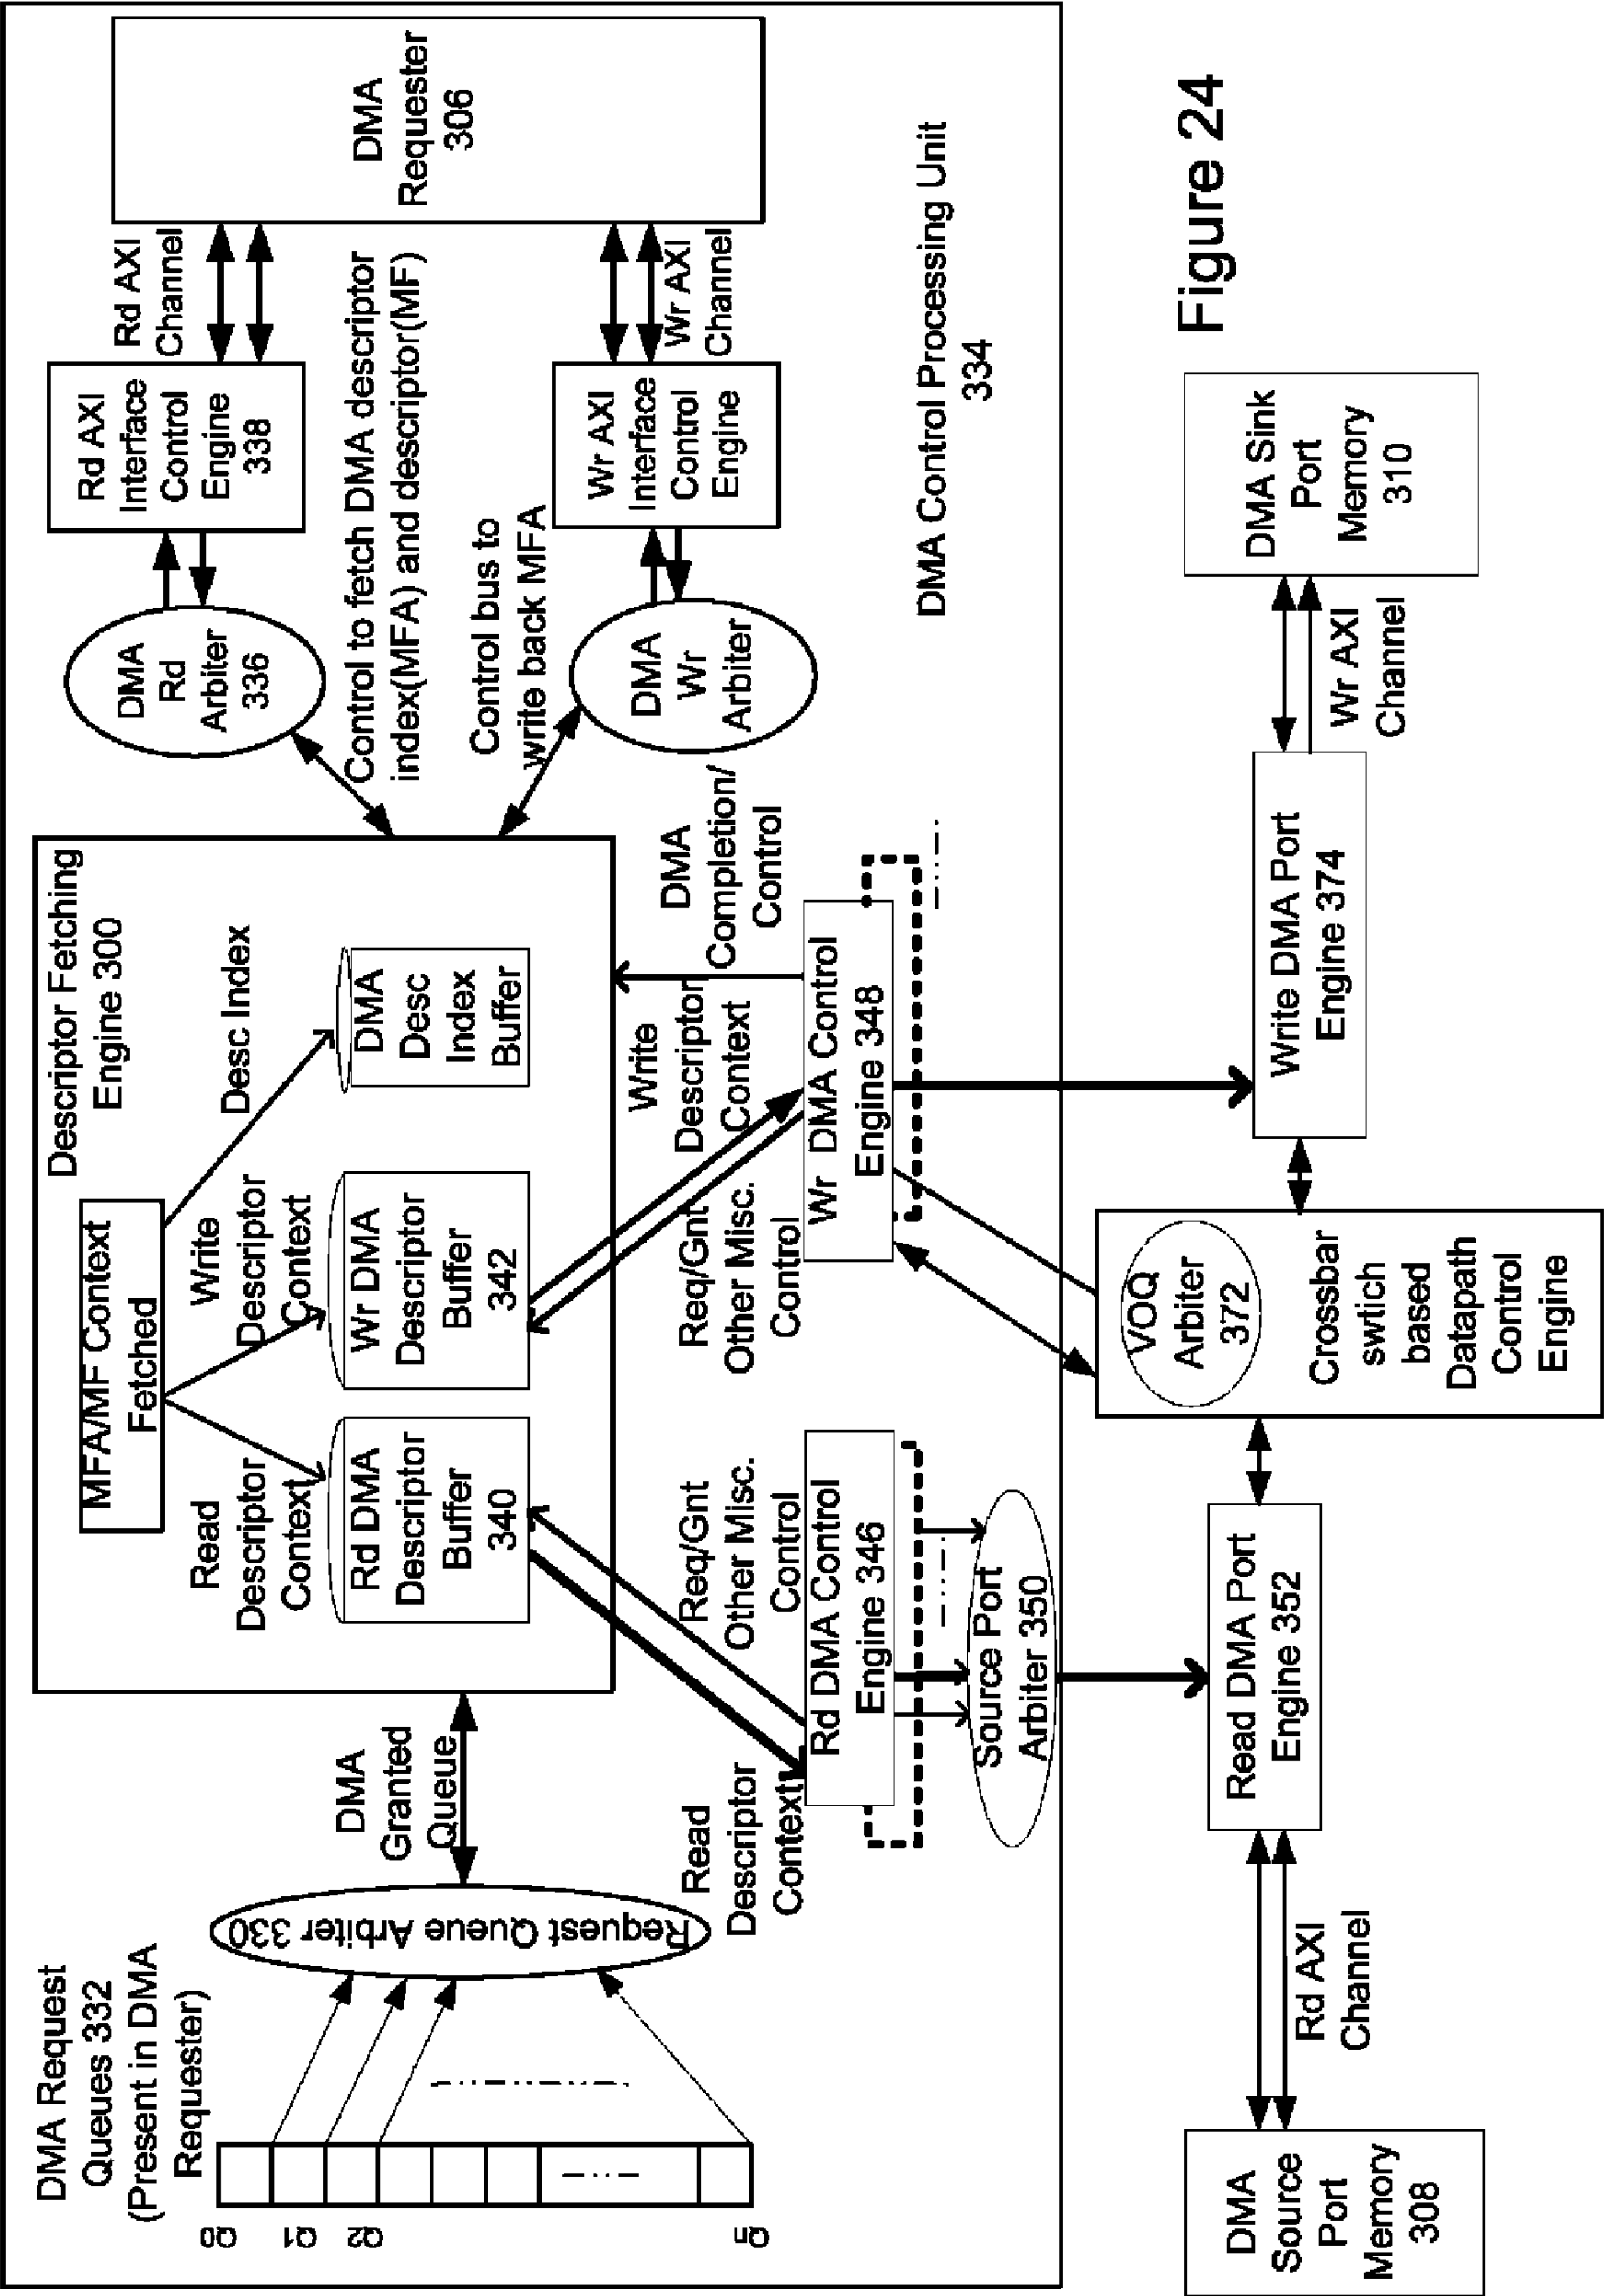 DMA Request
Queues 332
(Present in DMA
Requester)
Q0
Q1
Q2
Qn
Request Queue Arbiter 330
DMA
Granted
Queue
Descriptor Fetching
Engine 300
MFA/MF Context
Fetched
Read
Descriptor
Context
Write
Descriptor
Context
Desc Index
Rd DMA
Descriptor
Buffer
340
Wr DMA
Descriptor
Buffer
342
DMA
Desc
Index
Buffer
DMA
Rd
Arbiter
336
Rd AXI
Interface
Control
Engine
338
Rd AXI
Channel
DMA
Requester
306
Control to fetch DMA descriptor
index(MFA) and descriptor(MF)
Control bus to
write back MFA
DMA
Wr
Arbiter
Wr AXI
Interface
Control
Engine
Wr AXI
Channel
Read
Descriptor
Context
Req/Gnt
Other Misc.
Control
Rd DMA Control
Engine 346
Source Port
Arbiter 350
Req/Gnt
Other Misc.
Control
Write
Descriptor
Context
DMA
Completion/
Control
Wr DMA Control
Engine 348
DMA Control Processing Unit
334
DMA
Source
Port
Memory
308
Rd AXI
Channel
Read DMA Port
Engine 352
VOQ
Arbiter
372
Crossbar
swtich
based
Datapath
Control
Engine
Write DMA Port
Engine 374
Wr AXI
Channel
DMA Sink
Port
Memory
310
Figure 24